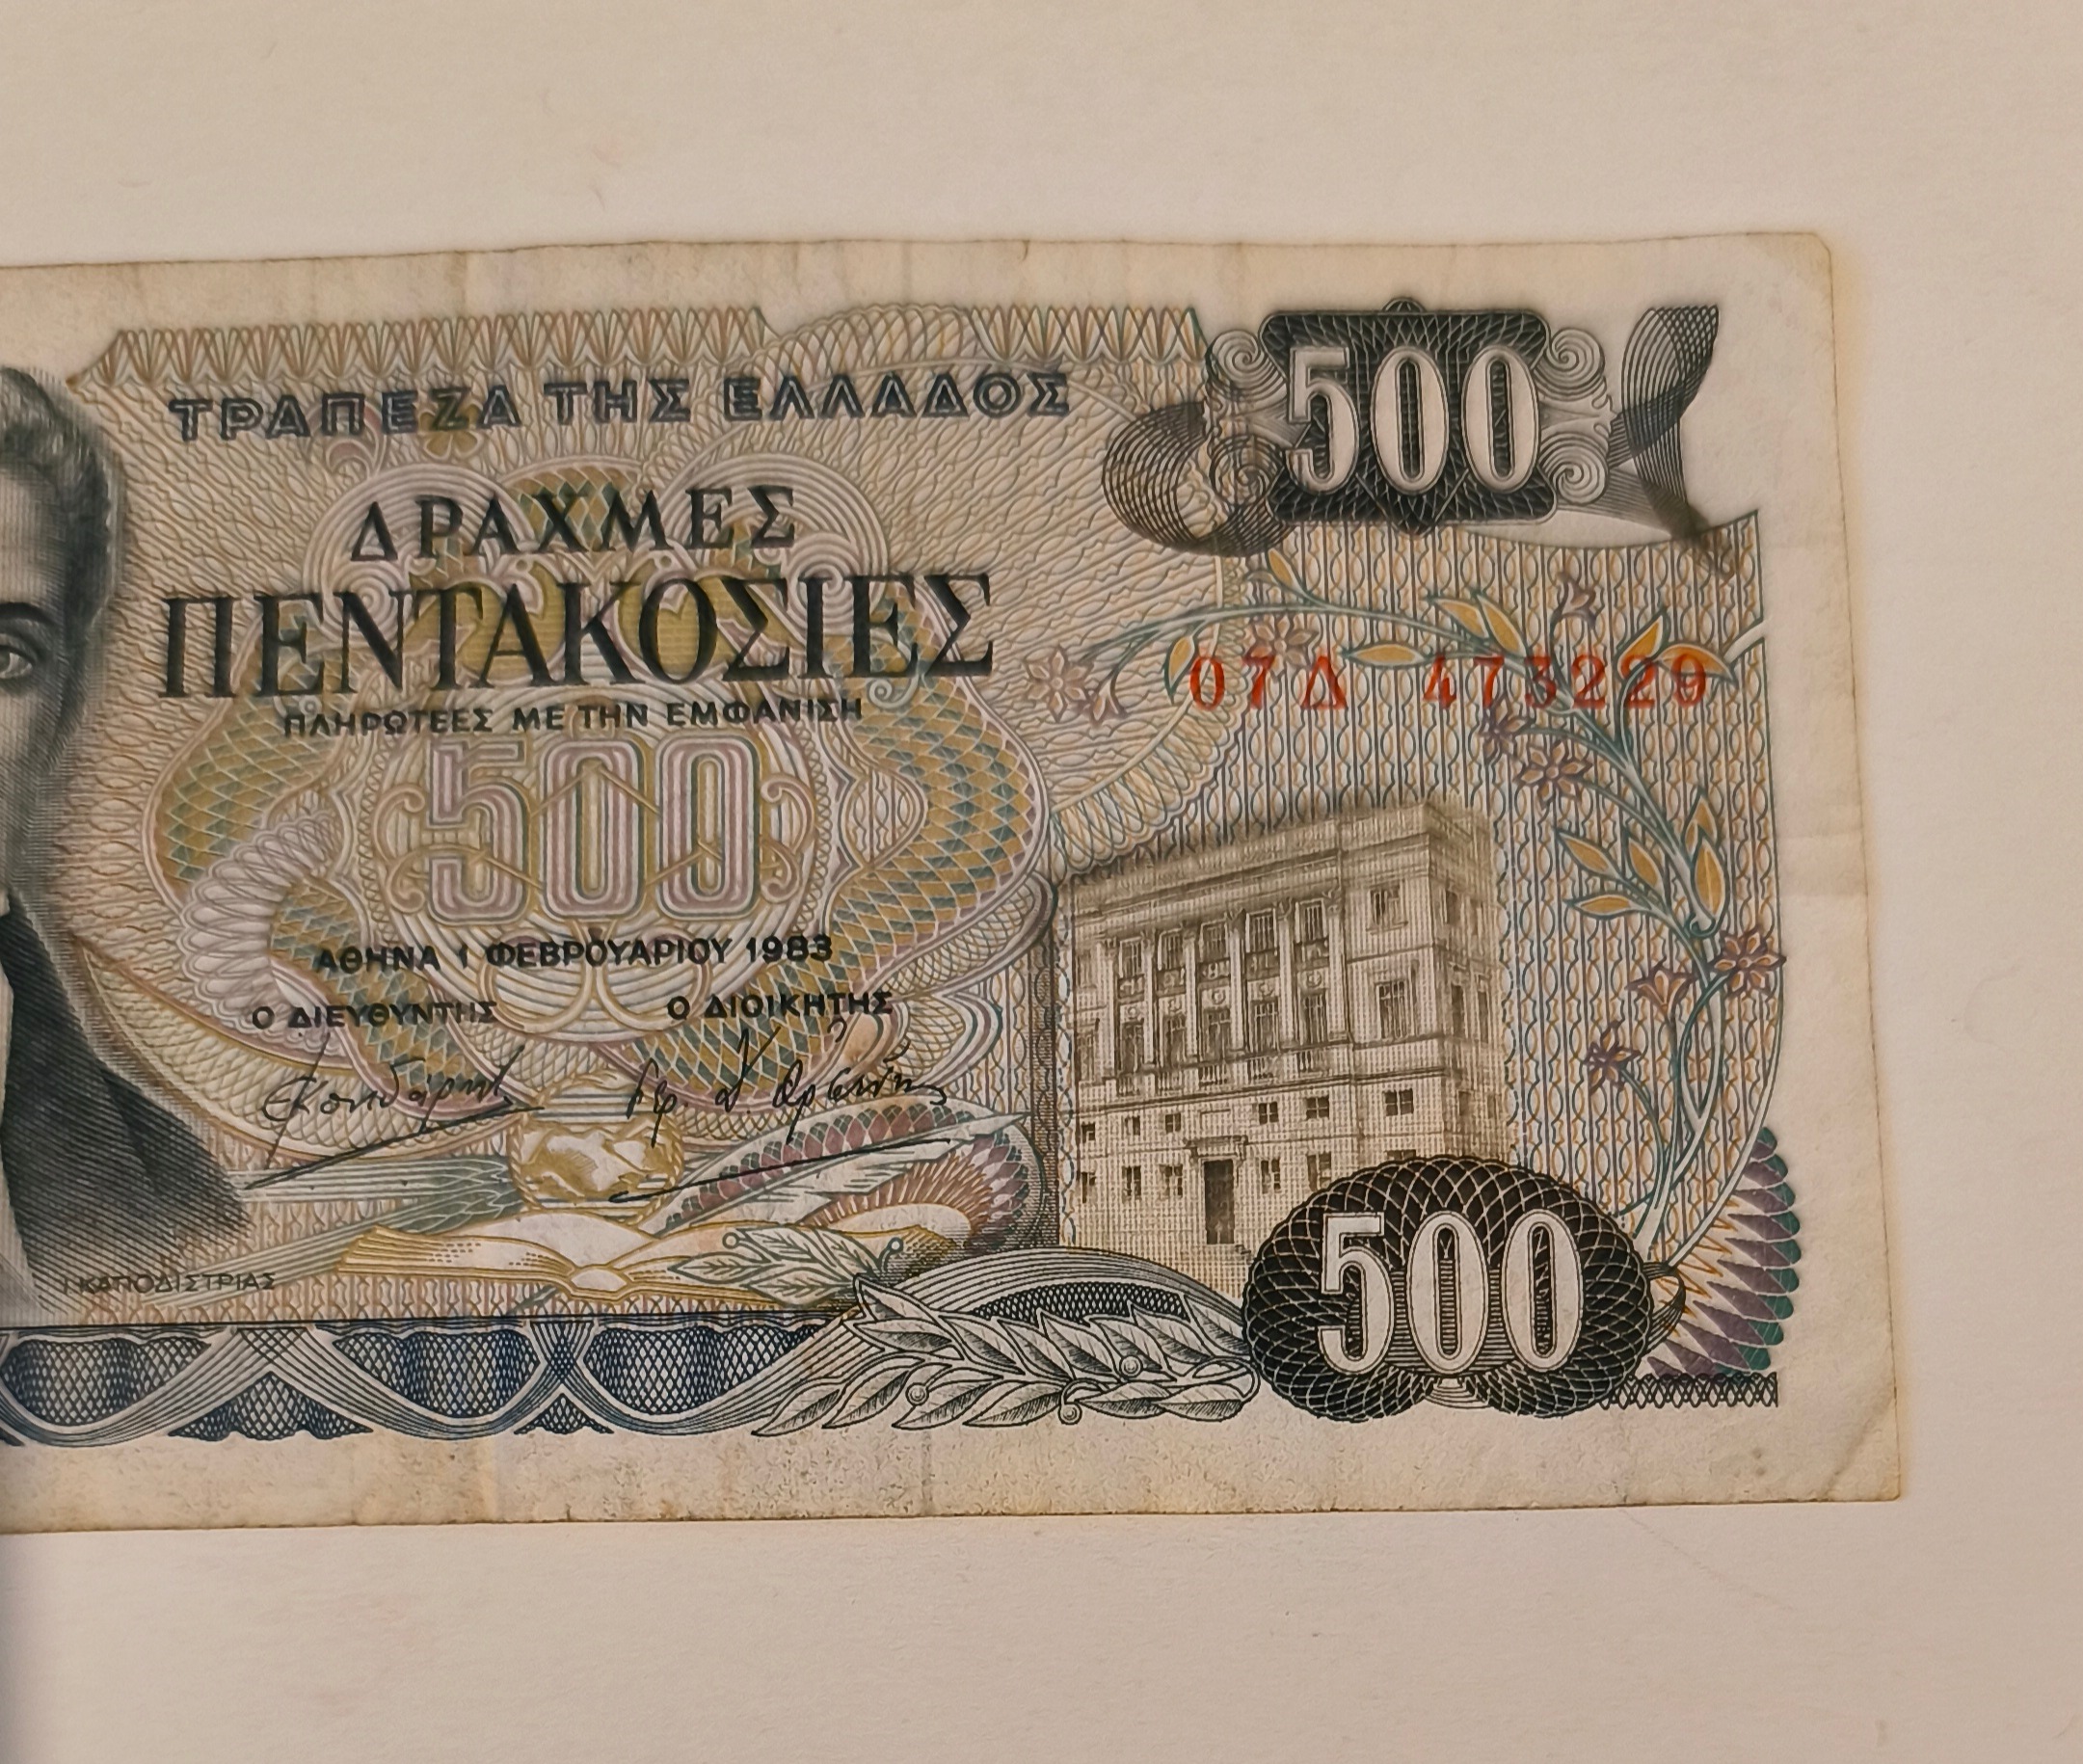 ΤΡΑΠΕΖΑ ΤΗΣ ΕΛΛΑΔΟΣ
500
ΔΡΑΧΜΕΣ
ΠΕΝΤΑΚΟΣΙΕΣ
07Δ 473229
ΠΛΗΡΩΤΕΕΣ ΜΕ ΤΗΝ ΕΜΦΑΝΙΣΗ
500
ΑΘΗΝΑ 1 ΦΕΒΡΟΥΑΡΙΟΥ 1983
Ο ΔΙΕΥΘΥΝΤΗΣ Ο ΔΙΟΙΚΗΤΗΣ
Ι. ΚΑΠΟΔΙΣΤΡΙΑΣ
500